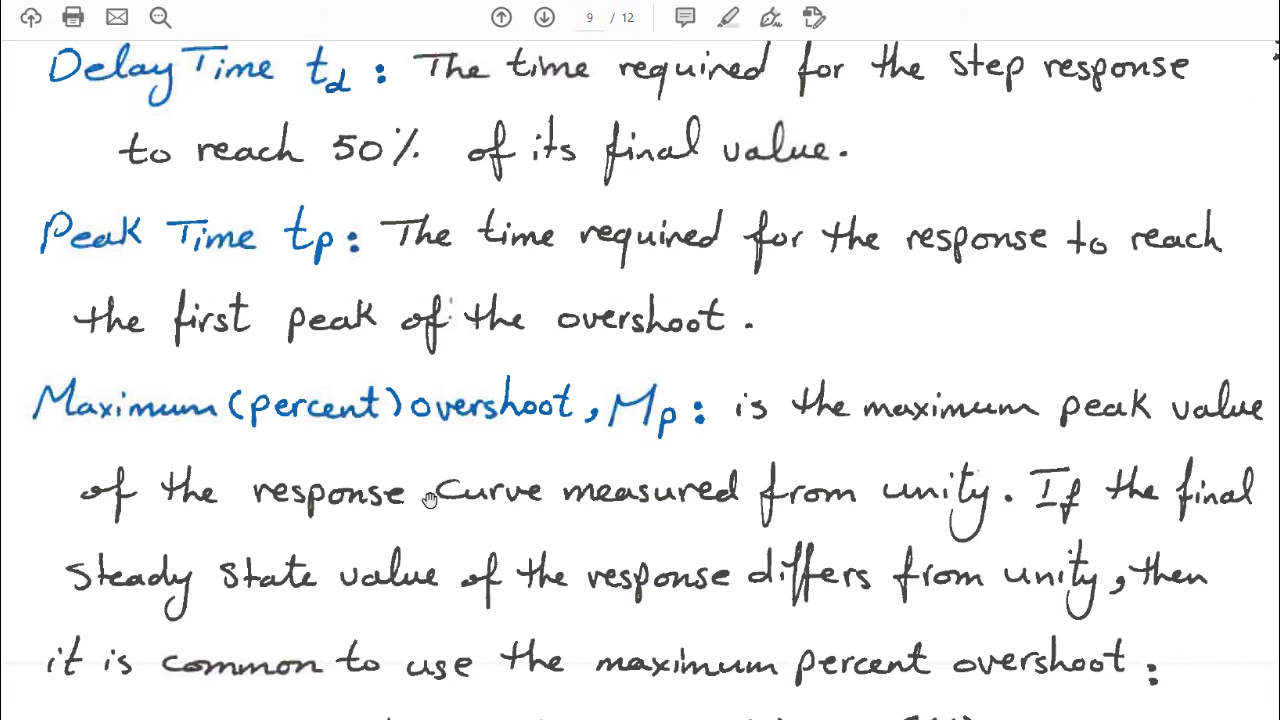 9 / 12
Delay Time td : The time required for the step response
to reach 50% of its final value.
Peak Time tp : The time required for the response to reach
the first peak of the overshoot.
Maximum (percent) overshoot, Mp : is the maximum peak value
of the response curve measured from unity. If the final
steady state value of the response differs from unity, then
it is common to use the maximum percent overshoot :